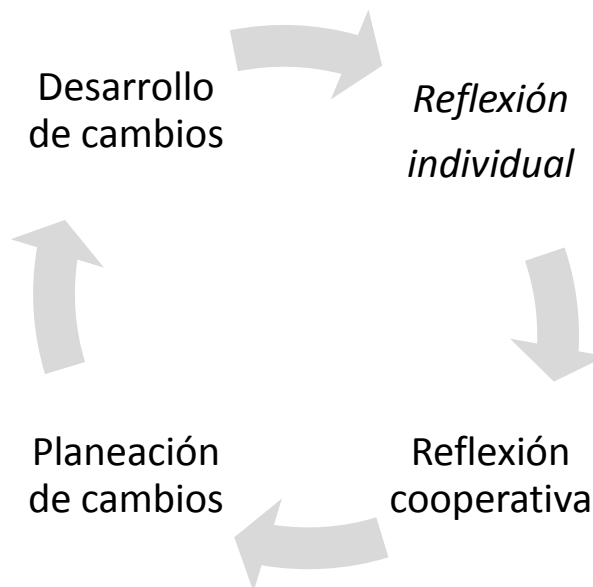 Desarrollo
de cambios
Reflexión
individual
Planeación
de cambios
Reflexión
cooperativa